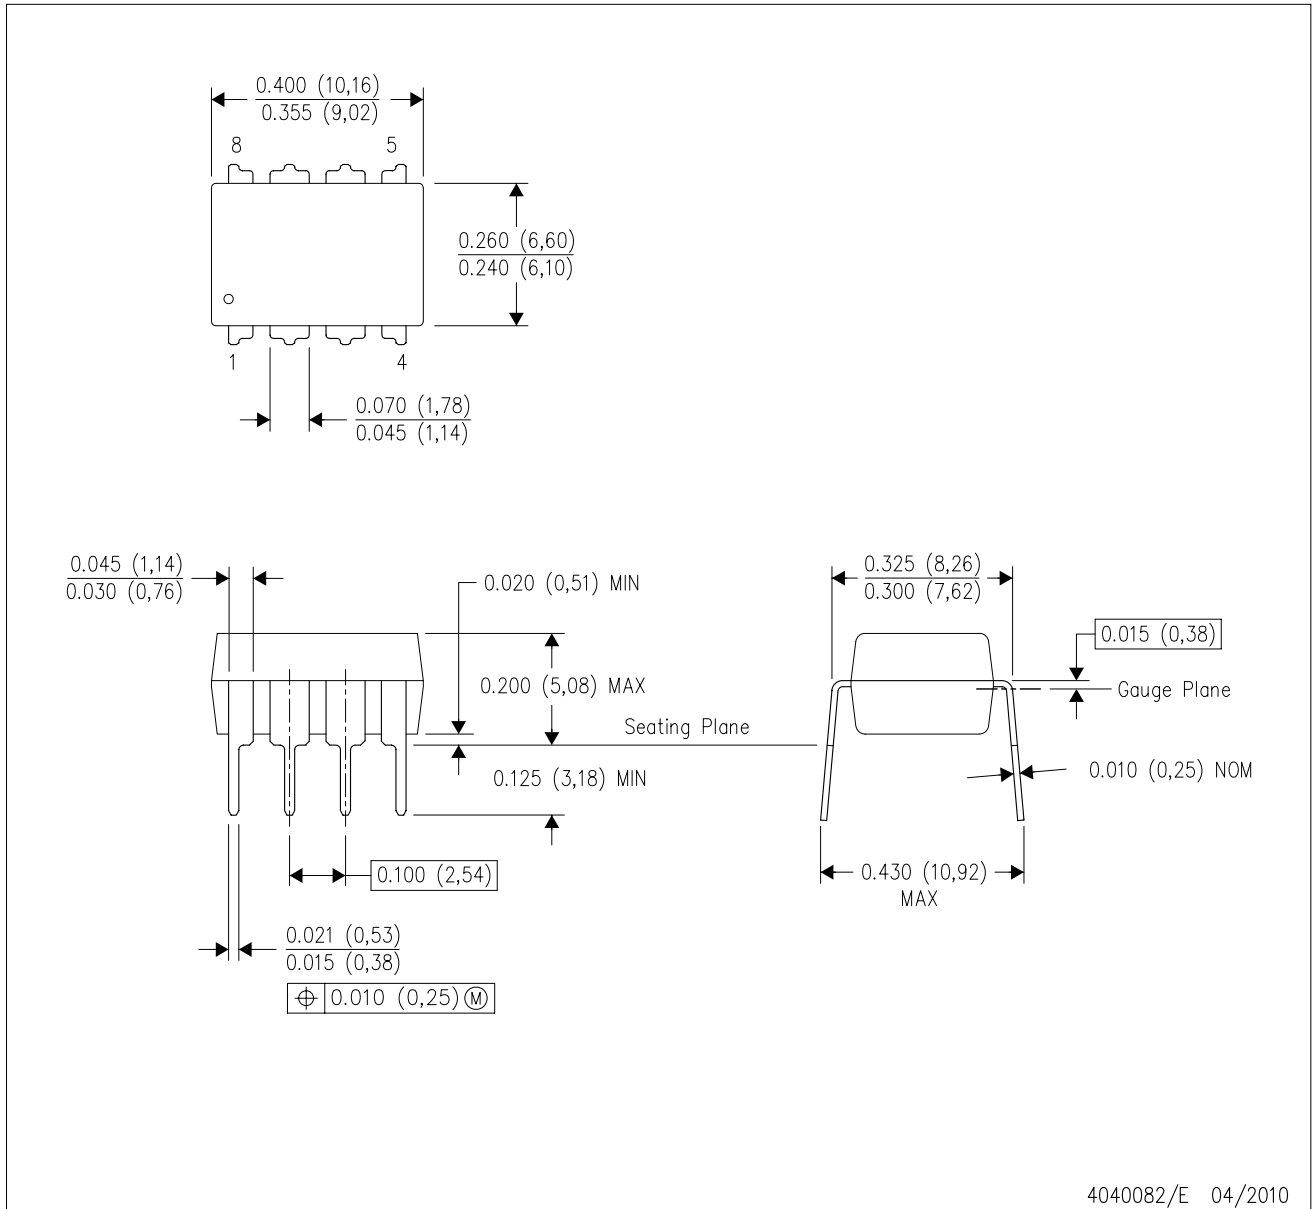 0.400 (10,16)
0.355 (9,02)
8
5
0.260 (6,60)
0.240 (6,10)
1
4
0.070 (1,78)
0.045 (1,14)
0.045 (1,14)
0.030 (0,76)
0.020 (0,51) MIN
0.200 (5,08) MAX
Seating Plane
0.125 (3,18) MIN
0.100 (2,54)
0.021 (0,53)
0.015 (0,38)
⌖ 0.010 (0,25) Ⓜ
0.325 (8,26)
0.300 (7,62)
0.015 (0,38)
Gauge Plane
0.010 (0,25) NOM
0.430 (10,92)
MAX
4040082/E 04/2010